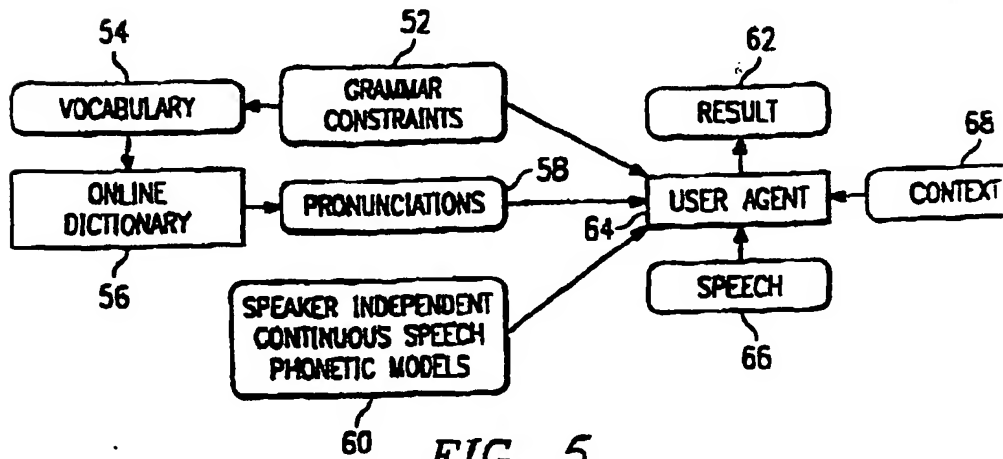 54
52
62
68
VOCABULARY
GRAMMAR
CONSTRAINTS
RESULT
CONTEXT
ONLINE
DICTIONARY
58
PRONUNCIATIONS
USER AGENT
64
56
SPEAKER INDEPENDENT
CONTINUOUS SPEECH
PHONETIC MODELS
SPEECH
66
60
FIG. 5